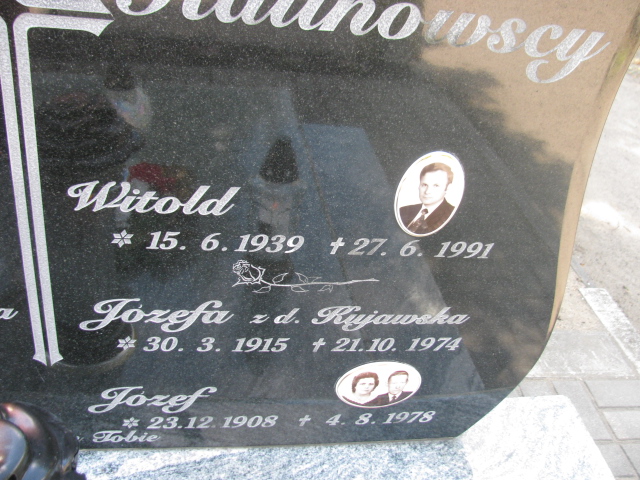 Kalinowscy
Witold
* 15. 6. 1939 † 27. 6. 1991
Józefa z d. Kujawska
* 30. 3. 1915 † 21.10. 1974
Józef
* 23.12. 1908 † 4. 8. 1978
Tobie